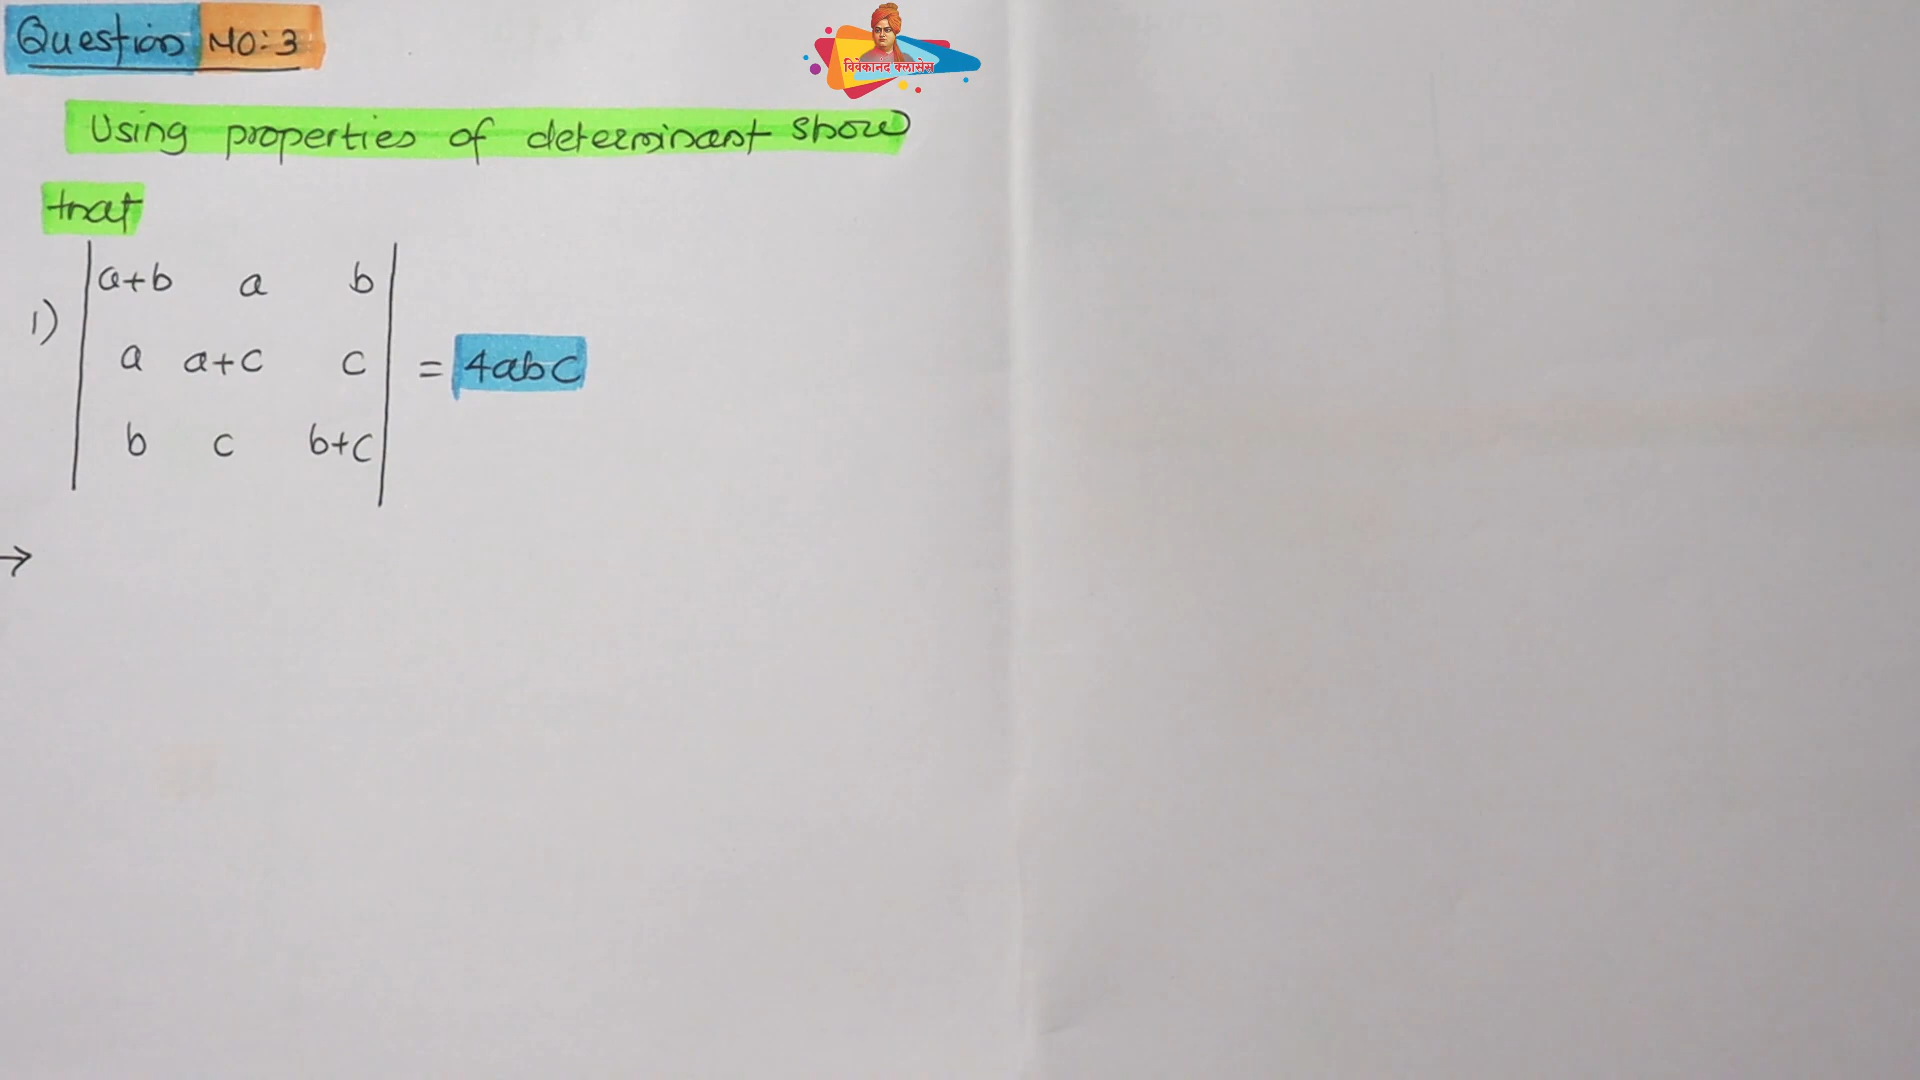 Question NO: 3
विवेकानंद क्लासेस
Using properties of determinant show
that
1) | a+b a b |
| a a+c c | = 4abc
| b c b+c |
→